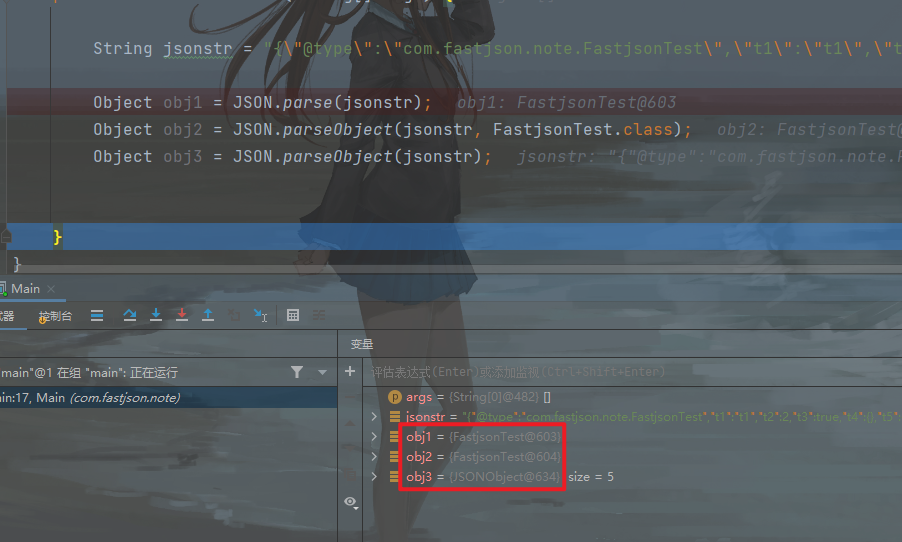 String jsonstr = "{\"@type\":\"com.fastjson.note.FastjsonTest\",\"t1\":\"t1\",\"t
Object obj1 = JSON.parse(jsonstr); obj1: FastjsonTest@603
Object obj2 = JSON.parseObject(jsonstr, FastjsonTest.class); obj2: FastjsonTest@
Object obj3 = JSON.parseObject(jsonstr); jsonstr: "{"@type":"com.fastjson.note.F
}
}
Main ×
试器 控制台
变量
main"@1 在组 "main": 正在运行
评估表达式(Enter)或添加监视(Ctrl+Shift+Enter)
in:17, Main (com.fastjson.note)
p args = {String[0]@482} []
jsonstr = "{"@type":"com.fastjson.note.FastjsonTest","t1":"t1","t2":2,"t3":true,"t4":{},"t5"
obj1 = {FastjsonTest@603}
obj2 = {FastjsonTest@604}
obj3 = {JSONObject@634} size = 5